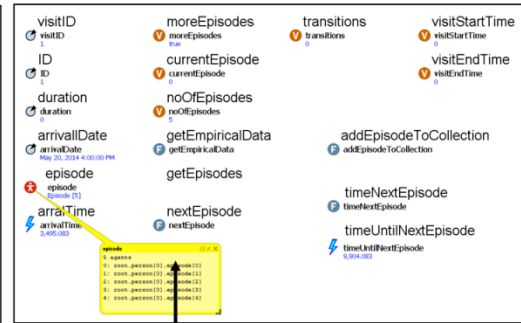 visitID
visitID
1
ID
ID
1
duration
duration
0
arrivallDate
arrivalDate
May 20, 2014 4:00:00 PM
episode
episode
Episode [5]
arralTime
arrivalTime
3,495.083
moreEpisodes
moreEpisodes
true
currentEpisode
currentEpisode
0
noOfEpisodes
noOfEpisodes
5
getEmpiricalData
getEmpiricalData
getEpisodes
nextEpisode
nextEpisode
episode
5 agents
0: root.person[0].episode[0]
1: root.person[0].episode[1]
2: root.person[0].episode[2]
3: root.person[0].episode[3]
4: root.person[0].episode[4]
transitions
transitions
0
visitStartTime
visitStartTime
0
visitEndTime
visitEndTime
0
addEpisodeToCollection
addEpisodeToCollection
timeNextEpisode
timeNextEpisode
timeUntilNextEpisode
timeUntilNextEpisode
9,904.083